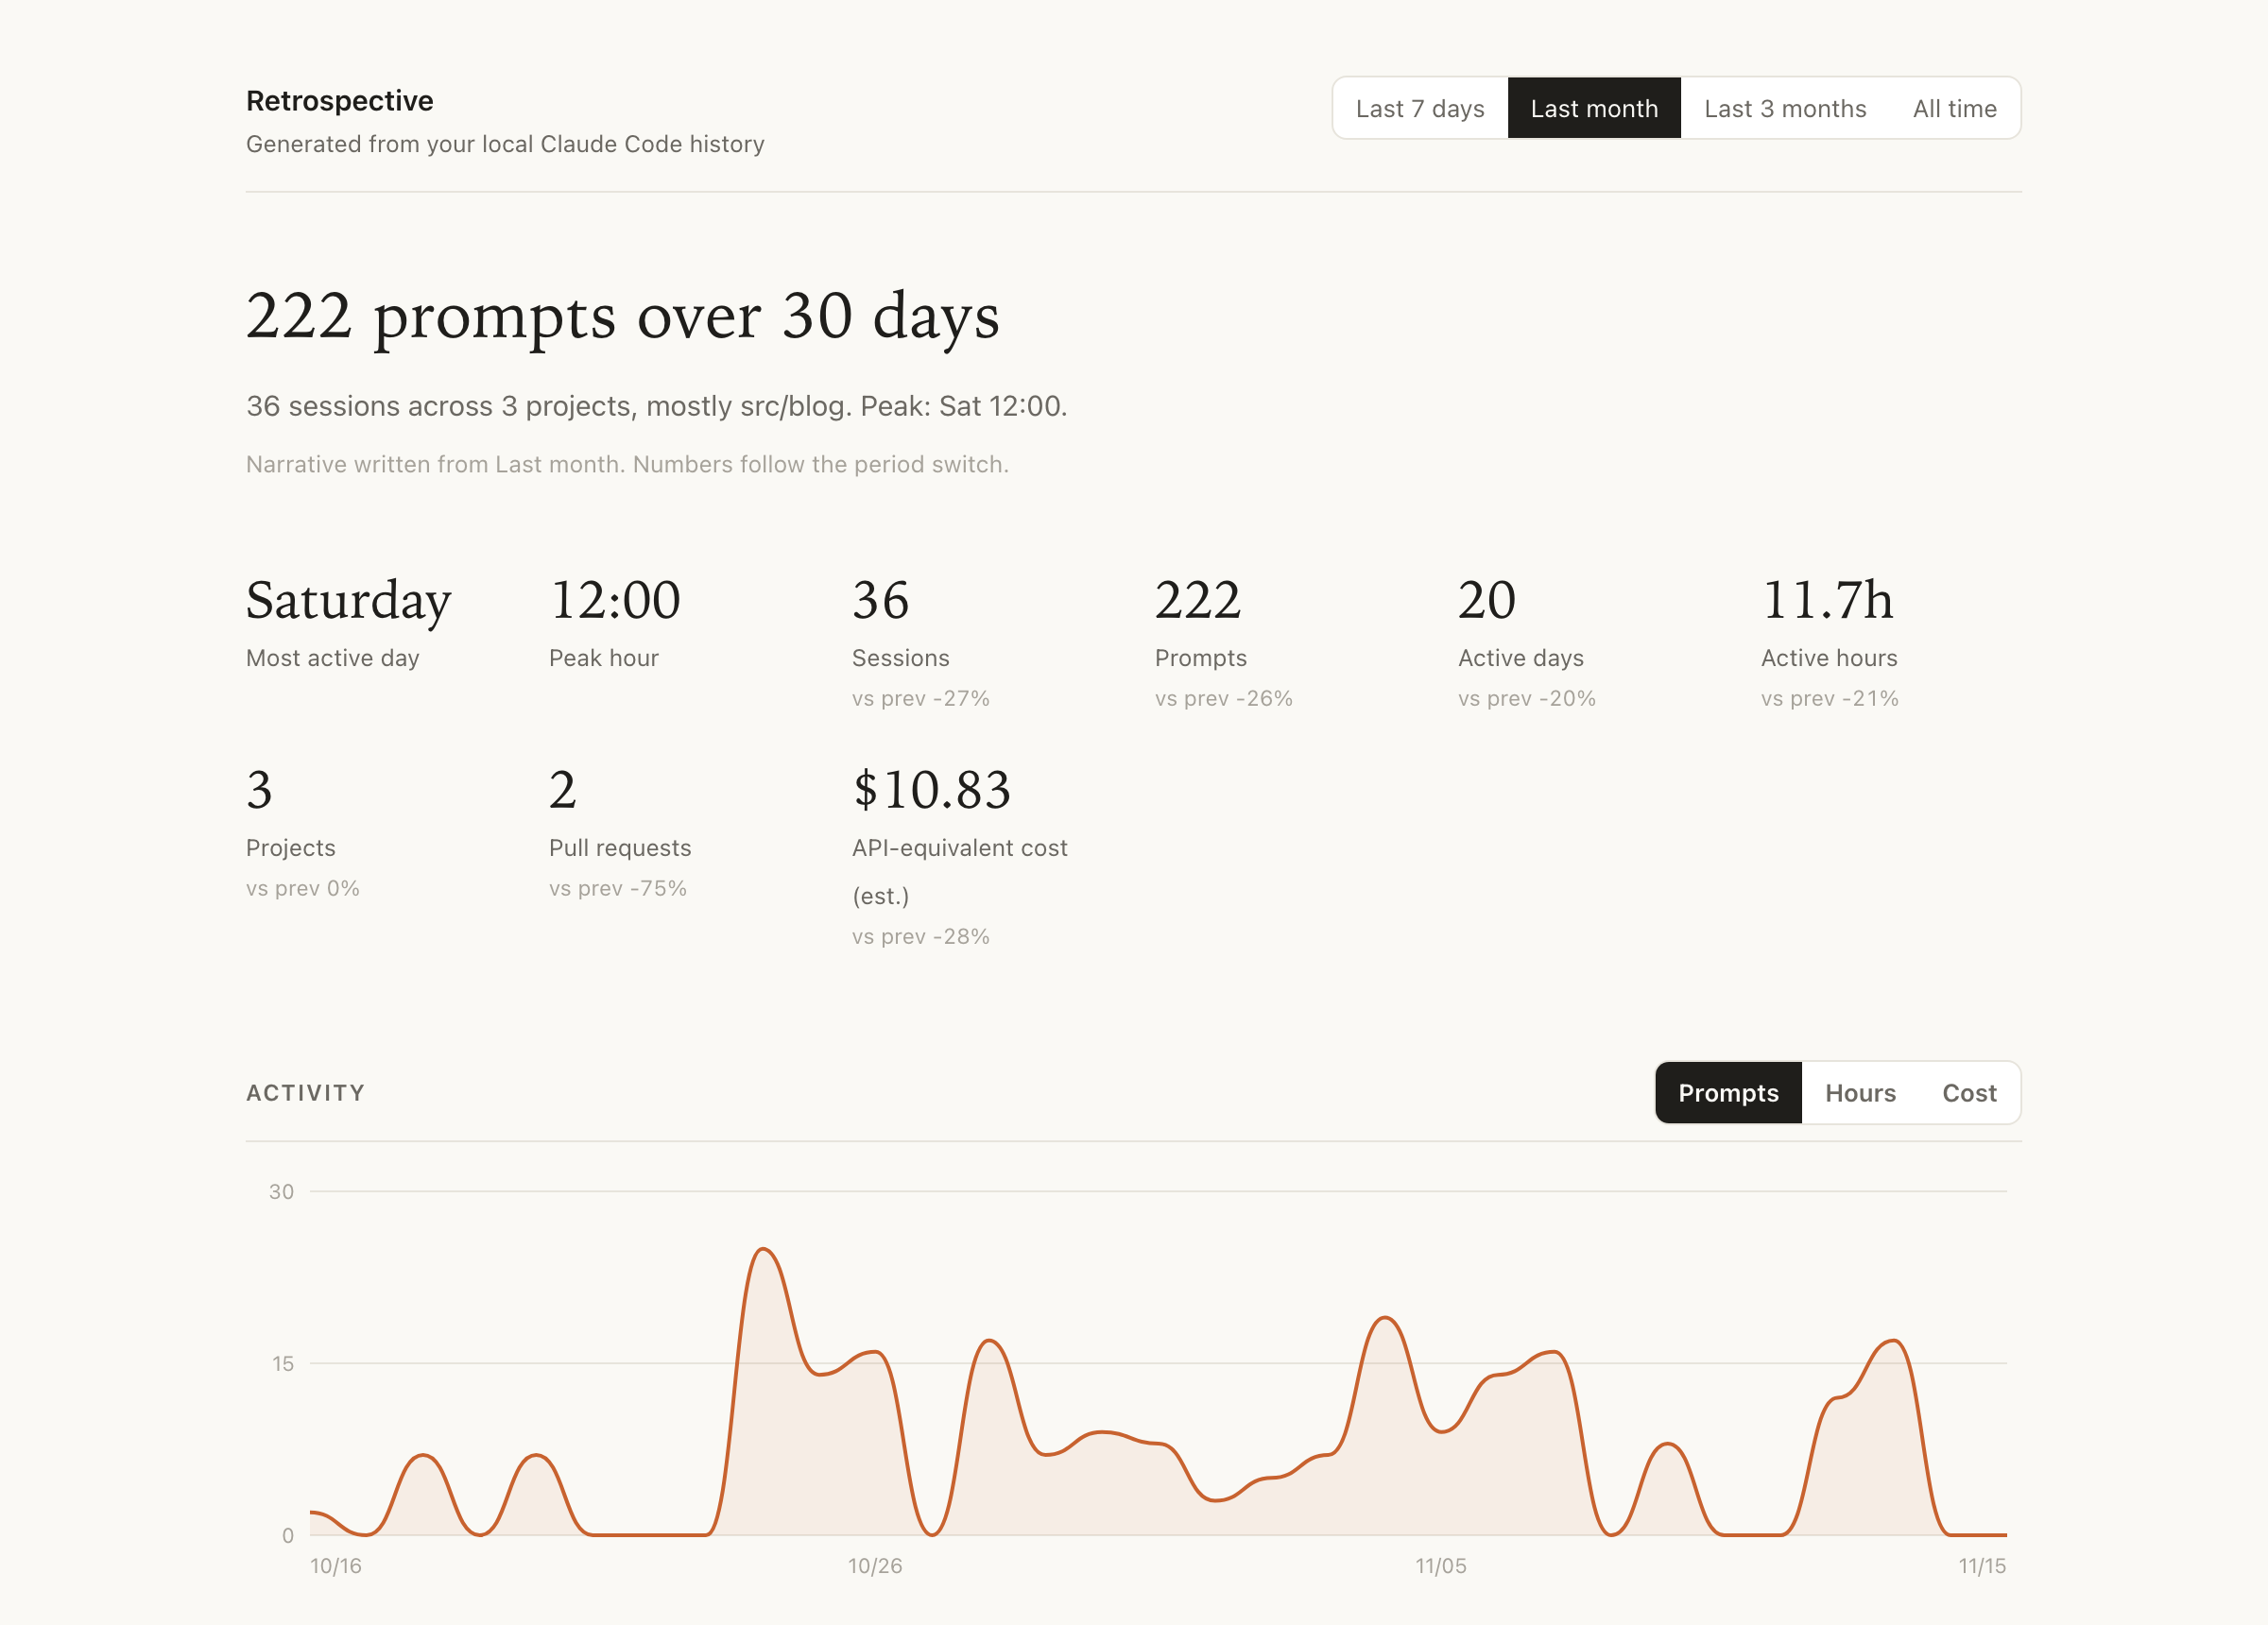 Retrospective
Generated from your local Claude Code history
Last 7 days
Last month
Last 3 months
All time
222 prompts over 30 days
36 sessions across 3 projects, mostly src/blog. Peak: Sat 12:00.
Narrative written from Last month. Numbers follow the period switch.
Saturday
Most active day
12:00
Peak hour
36
Sessions
vs prev -27%
222
Prompts
vs prev -26%
20
Active days
vs prev -20%
11.7h
Active hours
vs prev -21%
3
Projects
vs prev 0%
2
Pull requests
vs prev -75%
$10.83
API-equivalent cost
(est.)
vs prev -28%
ACTIVITY
Prompts
Hours
Cost
30
15
0
10/16
10/26
11/05
11/15